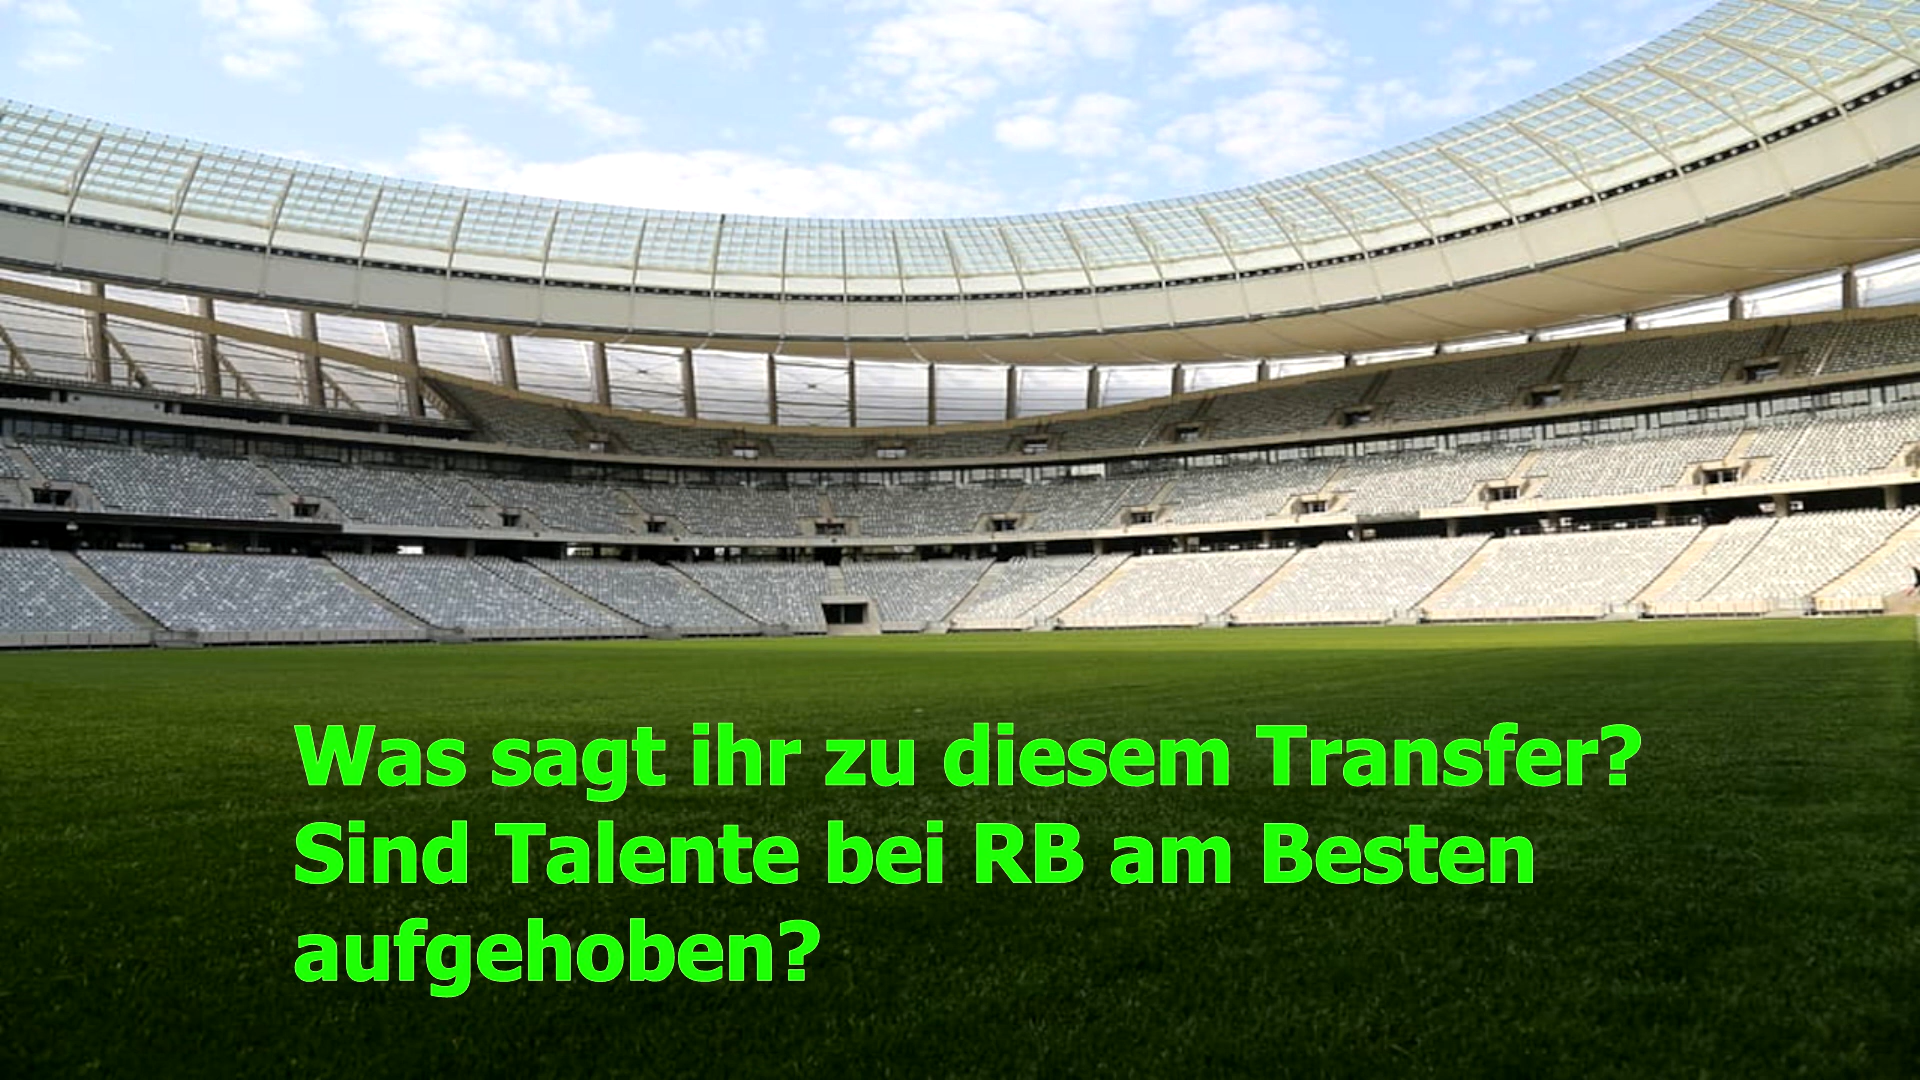 Was sagt ihr zu diesem Transfer?
Sind Talente bei RB am Besten
aufgehoben?